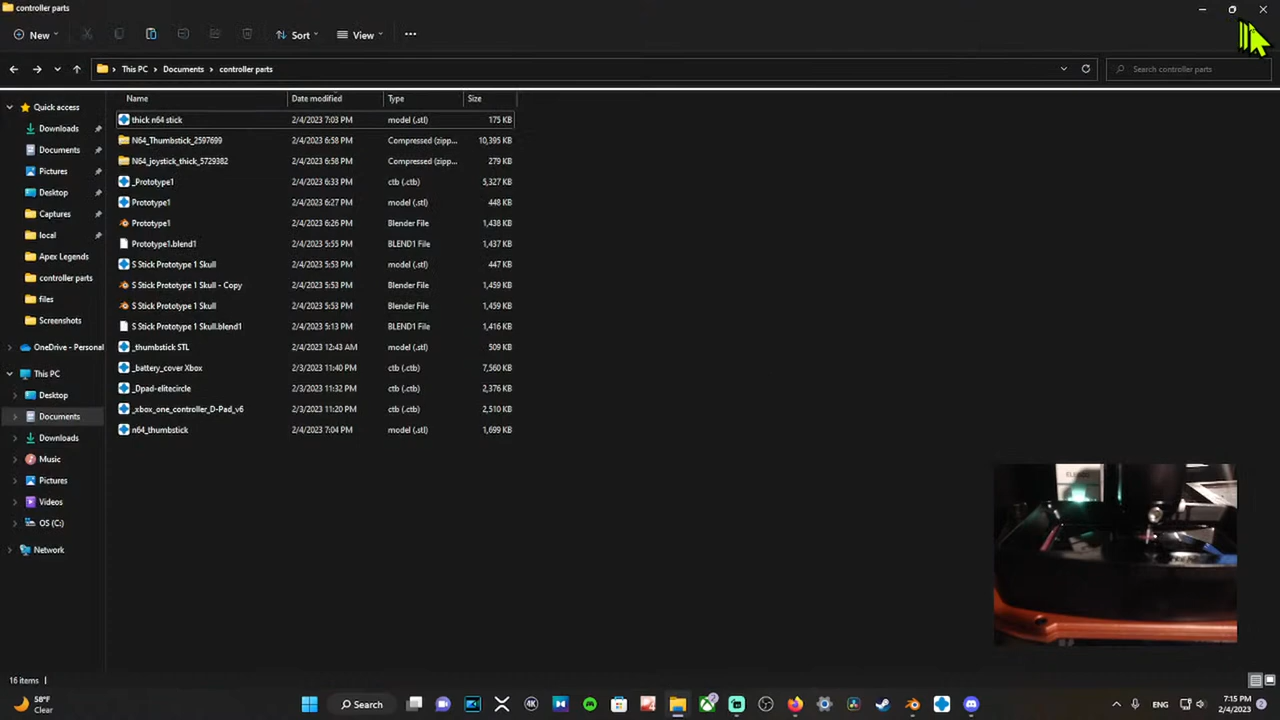 controller parts
New
Sort
View
This PC
Documents
controller parts
Search controller parts
Name
Date modified
Type
Size
thick n64 stick 2/4/2023 7:03 PM model (.stl) 175 KB
N64_Thumbstick_2597699 2/4/2023 6:58 PM Compressed (zipp... 10,395 KB
N64_joystick_thick_5729382 2/4/2023 6:58 PM Compressed (zipp... 279 KB
_Prototype1 2/4/2023 6:33 PM ctb (.ctb) 5,327 KB
Prototype1 2/4/2023 6:27 PM model (.stl) 448 KB
Prototype1 2/4/2023 6:26 PM Blender File 1,438 KB
Prototype1.blend1 2/4/2023 5:55 PM BLEND1 File 1,437 KB
S Stick Prototype 1 Skull 2/4/2023 5:53 PM model (.stl) 447 KB
S Stick Prototype 1 Skull - Copy 2/4/2023 5:53 PM Blender File 1,459 KB
S Stick Prototype 1 Skull 2/4/2023 5:53 PM Blender File 1,459 KB
S Stick Prototype 1 Skull.blend1 2/4/2023 5:13 PM BLEND1 File 1,416 KB
_thumbstick STL 2/4/2023 12:43 AM model (.stl) 509 KB
_battery_cover Xbox 2/3/2023 11:40 PM ctb (.ctb) 7,560 KB
_Dpad-elitecircle 2/3/2023 11:32 PM ctb (.ctb) 2,376 KB
_xbox_one_controller_D-Pad_v6 2/3/2023 11:20 PM ctb (.ctb) 2,510 KB
n64_thumbstick 2/4/2023 7:04 PM model (.stl) 1,699 KB
Quick access
Downloads
Documents
Pictures
Desktop
Captures
local
Apex Legends
controller parts
files
Screenshots
OneDrive - Personal
This PC
Desktop
Documents
Downloads
Music
Pictures
Videos
OS (C:)
Network
16 items
58°F
Clear
Search
ENG
7:15 PM
2/4/2023